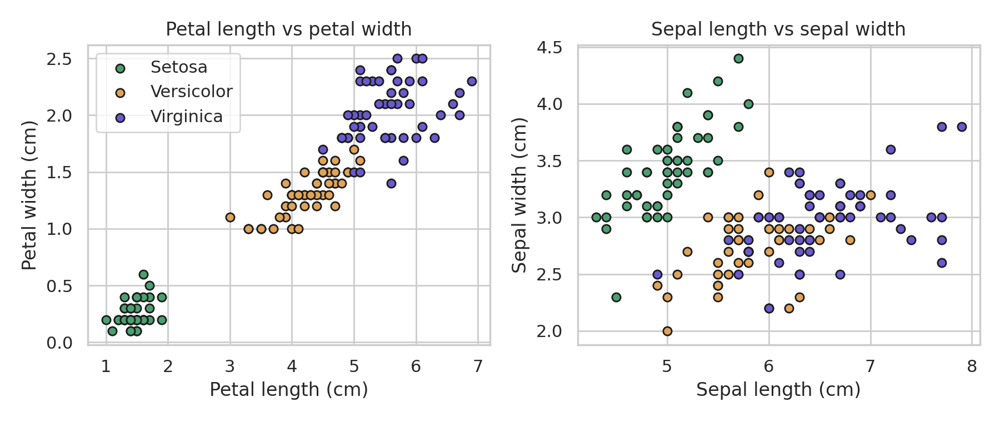 Petal length vs petal width
2.5
2.0
1.5
1.0
0.5
0.0
Petal width (cm)
Setosa
Versicolor
Virginica
1 2 3 4 5 6 7
Petal length (cm)
Sepal length vs sepal width
4.5
4.0
3.5
3.0
2.5
2.0
Sepal width (cm)
5 6 7 8
Sepal length (cm)